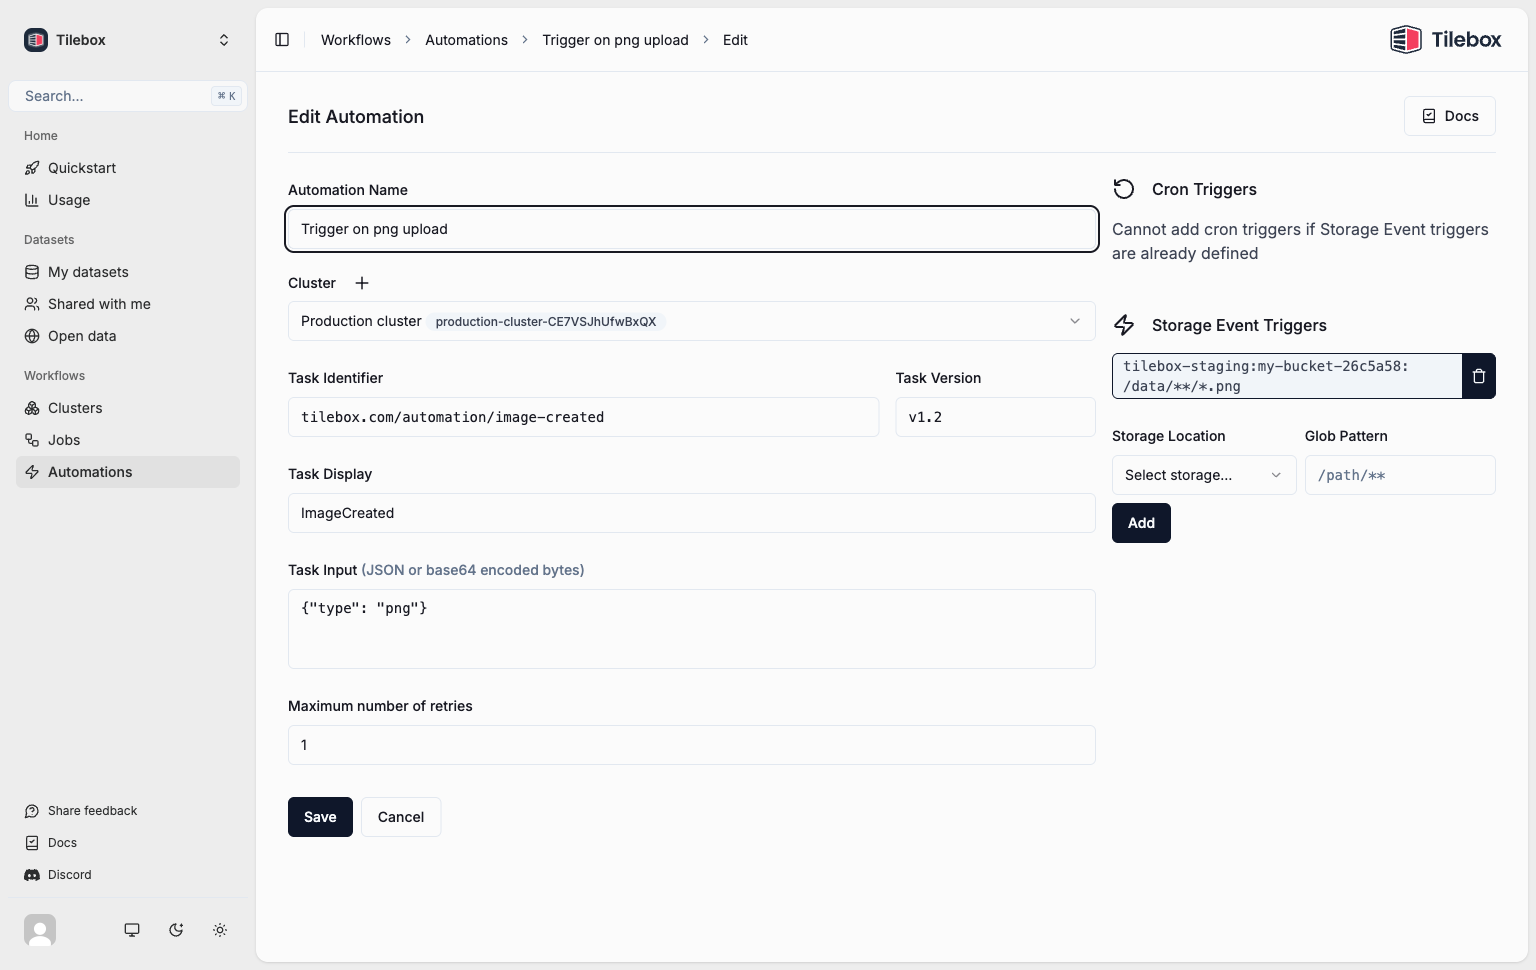 Tilebox
Search...
⌘ K
Home
Quickstart
Usage
Datasets
My datasets
Shared with me
Open data
Workflows
Clusters
Jobs
Automations
Share feedback
Docs
Discord
Workflows
Automations
Trigger on png upload
Edit
Tilebox
Edit Automation
Docs
Automation Name
Trigger on png upload
Cluster
Production cluster production-cluster-CE7VSJhUfwBxQX
Task Identifier
tilebox.com/automation/image-created
Task Version
v1.2
Task Display
ImageCreated
Task Input (JSON or base64 encoded bytes)
{"type": "png"}
Maximum number of retries
1
Save
Cancel
Cron Triggers
Cannot add cron triggers if Storage Event triggers
are already defined
Storage Event Triggers
tilebox-staging:my-bucket-26c5a58:
/data/**/*.png
Storage Location
Select storage...
Glob Pattern
/path/**
Add